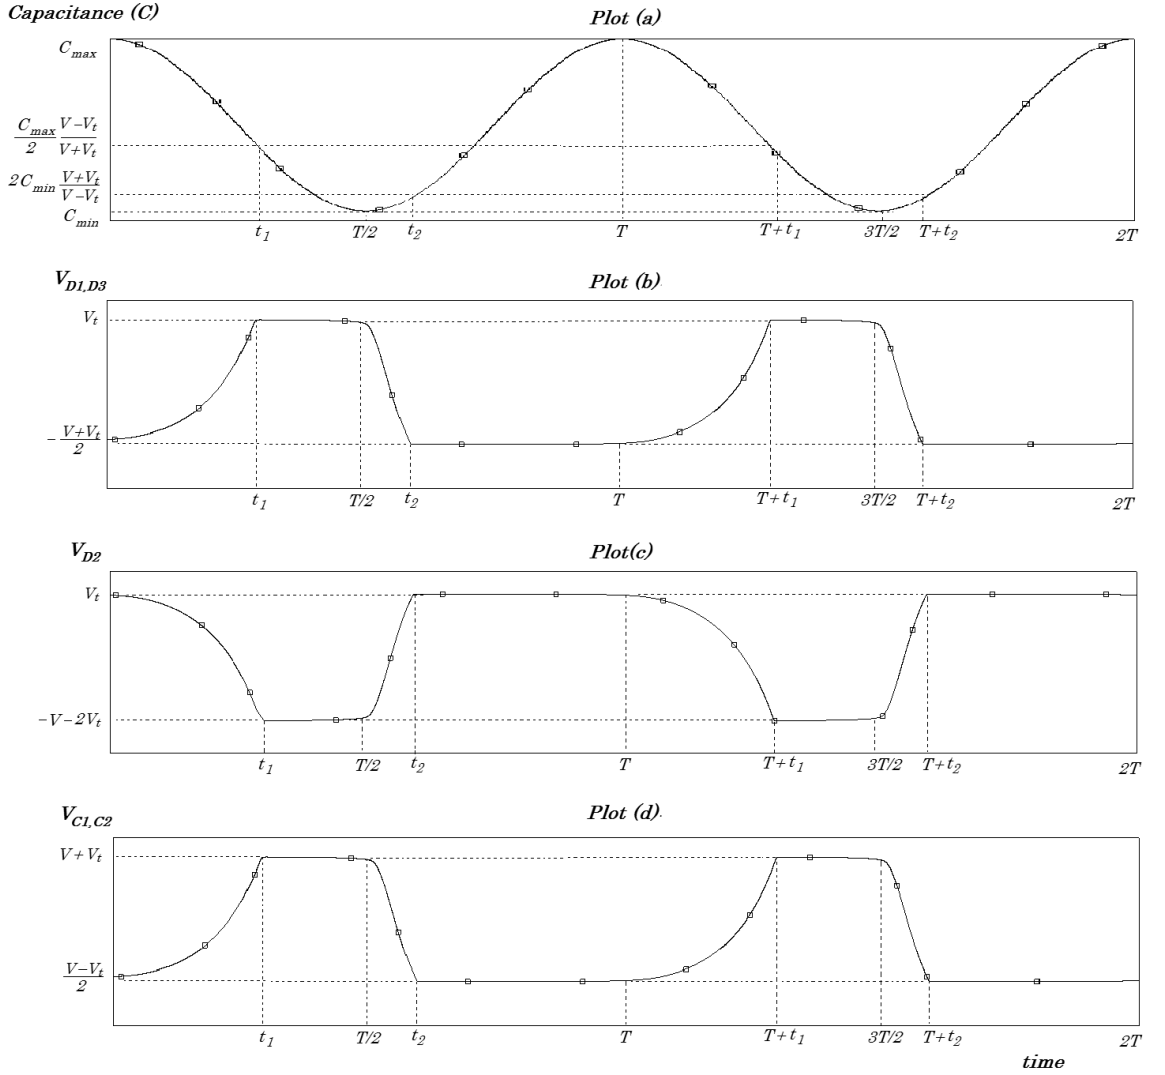 Capacitance (C)
Plot (a)
C_max
C_max/2 V−V_t/V+V_t
2C_min V+V_t/V−V_t
C_min
t_1 T/2 t_2 T T+t_1 3T/2 T+t_2 2T
V_D1,D3
Plot (b)
V_t
−V+V_t/2
t_1 T/2 t_2 T T+t_1 3T/2 T+t_2 2T
V_D2
Plot(c)
V_t
−V−2V_t
t_1 T/2 t_2 T T+t_1 3T/2 T+t_2 2T
V_C1,C2
Plot (d)
V+V_t
V−V_t/2
t_1 T/2 t_2 T T+t_1 3T/2 T+t_2 2T
time